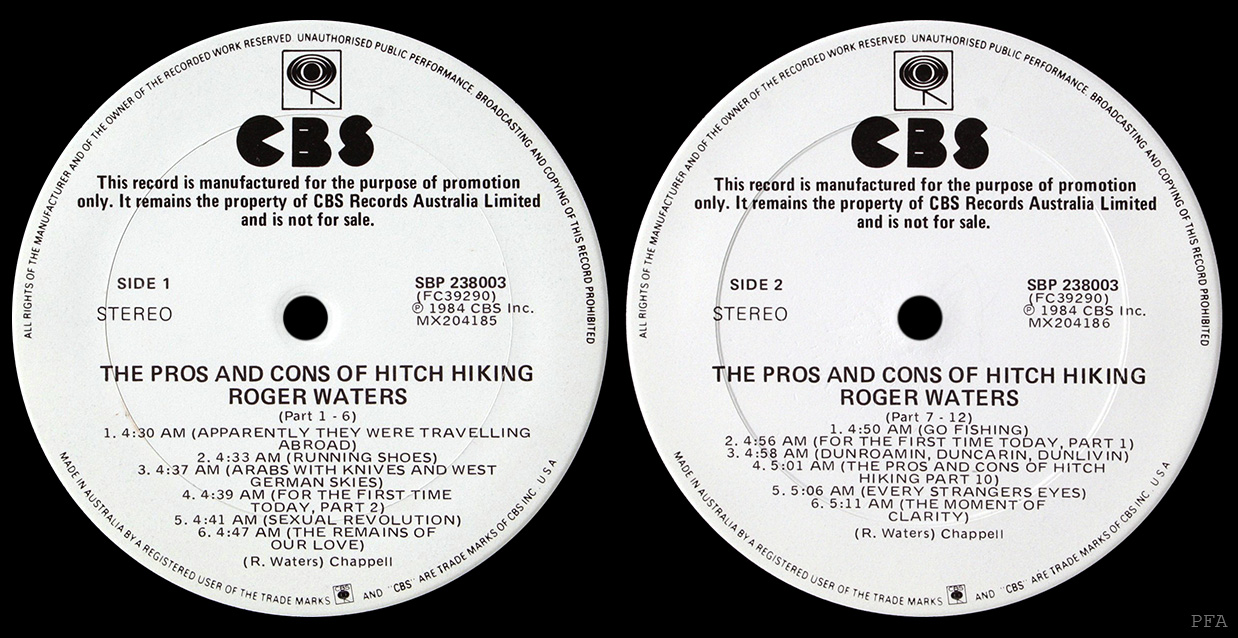 ALL RIGHTS OF THE MANUFACTURER AND OF THE OWNER OF THE RECORDED WORK RESERVED UNAUTHORISED PUBLIC PERFORMANCE BROADCASTING AND COPYING OF THIS RECORD PROHIBITED
CBS
This record is manufactured for the purpose of promotion
only. It remains the property of CBS Records Australia Limited
and is not for sale.
SIDE 1
STEREO
SBP 238003
(FC39290)
℗ 1984 CBS Inc.
MX204185
THE PROS AND CONS OF HITCH HIKING
ROGER WATERS
(Part 1 - 6)
1. 4:30 AM (APPARENTLY THEY WERE TRAVELLING
ABROAD)
2. 4:33 AM (RUNNING SHOES)
3. 4:37 AM (ARABS WITH KNIVES AND WEST
GERMAN SKIES)
4. 4:39 AM (FOR THE FIRST TIME
TODAY, PART 2)
5. 4:41 AM (SEXUAL REVOLUTION)
6. 4:47 AM (THE REMAINS OF
OUR LOVE)
(R. Waters) Chappell
MADE IN AUSTRALIA BY A REGISTERED USER OF THE TRADE MARKS CBS AND "CBS" ARE TRADE MARKS OF CBS INC. U.S.A
ALL RIGHTS OF THE MANUFACTURER AND OF THE OWNER OF THE RECORDED WORK RESERVED UNAUTHORISED PUBLIC PERFORMANCE BROADCASTING AND COPYING OF THIS RECORD PROHIBITED
CBS
This record is manufactured for the purpose of promotion
only. It remains the property of CBS Records Australia Limited
and is not for sale.
SIDE 2
STEREO
SBP 238003
(FC39290)
℗ 1984 CBS Inc.
MX204186
THE PROS AND CONS OF HITCH HIKING
ROGER WATERS
(Part 7 - 12)
1. 4:50 AM (GO FISHING)
2. 4:56 AM (FOR THE FIRST TIME TODAY, PART 1)
3. 4:58 AM (DUNROAMIN, DUNCARIN, DUNLIVIN)
4. 5:01 AM (THE PROS AND CONS OF HITCH
HIKING PART 10)
5. 5:06 AM (EVERY STRANGERS EYES)
6. 5:11 AM (THE MOMENT OF
CLARITY)
(R. Waters) Chappell
MADE IN AUSTRALIA BY A REGISTERED USER OF THE TRADE MARKS CBS AND "CBS" ARE TRADE MARKS OF CBS INC. U.S.A
PFA